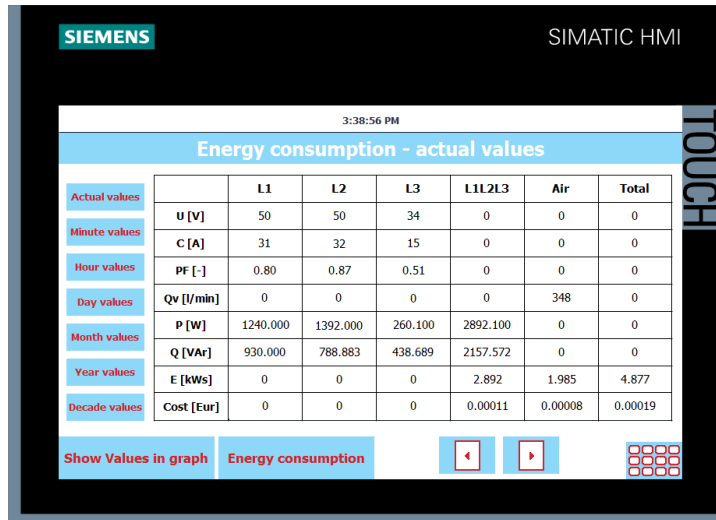 SIEMENS
SIMATIC HMI
TOUCH
3:38:56 PM
Energy consumption - actual values
Actual values
Minute values
Hour values
Day values
Month values
Year values
Decade values
L1 L2 L3 L1L2L3 Air Total
U [V] 50 50 34 0 0 0
C [A] 31 32 15 0 0 0
PF [-] 0.80 0.87 0.51 0 0 0
Qv [l/min] 0 0 0 0 348 0
P [W] 1240.000 1392.000 260.100 2892.100 0 0
Q [VAr] 930.000 788.883 438.689 2157.572 0 0
E [kWs] 0 0 0 2.892 1.985 4.877
Cost [Eur] 0 0 0 0.00011 0.00008 0.00019
Show Values in graph Energy consumption